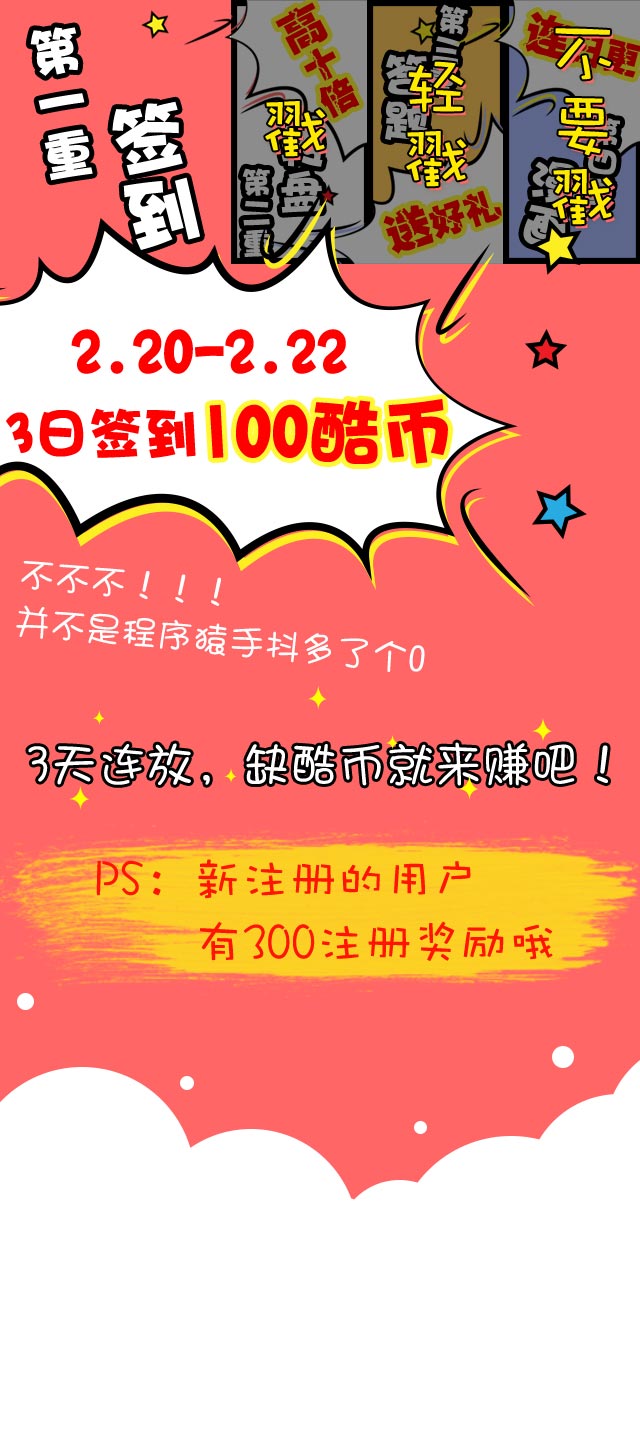 第一重
签到
高十倍
戳
第二重
第三
答题
轻戳
送好礼
不要戳
2.20-2.22
3日签到100酷币
不不不！！！
并不是程序猿手抖多了个0
3天连放，缺酷币就来赚吧！
PS：新注册的用户
有300注册奖励哦